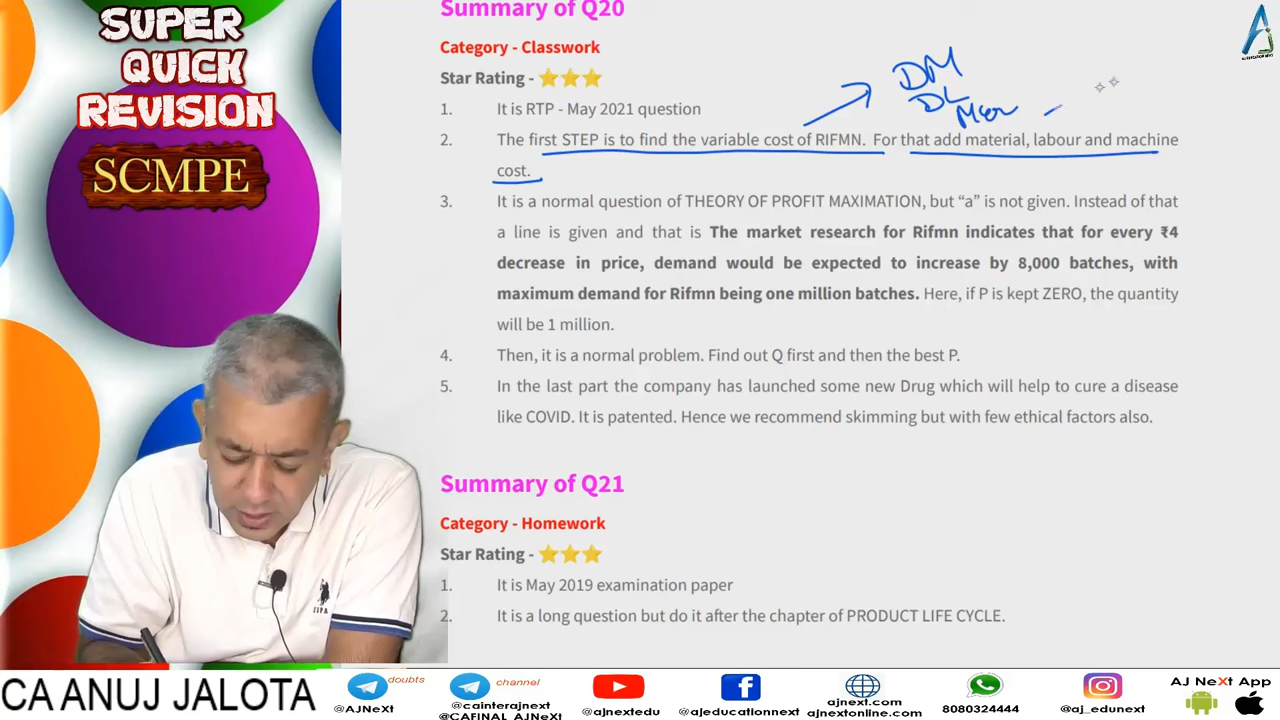 SUPER
QUICK
REVISION
SCMPE
Summary of Q20
Category - Classwork
Star Rating - ⭐⭐⭐
1. It is RTP - May 2021 question
2. The first STEP is to find the variable cost of RIFMN. For that add material, labour and machine
cost.
DM
DL
3. It is a normal question of THEORY OF PROFIT MAXIMATION, but “a” is not given. Instead of that
a line is given and that is The market research for Rifmn indicates that for every ₹4
decrease in price, demand would be expected to increase by 8,000 batches, with
maximum demand for Rifmn being one million batches. Here, if P is kept ZERO, the quantity
will be 1 million.
4. Then, it is a normal problem. Find out Q first and then the best P.
5. In the last part the company has launched some new Drug which will help to cure a disease
like COVID. It is patented. Hence we recommend skimming but with few ethical factors also.
Summary of Q21
Category - Homework
Star Rating - ⭐⭐⭐
1. It is May 2019 examination paper
2. It is a long question but do it after the chapter of PRODUCT LIFE CYCLE.
CA ANUJ JALOTA
doubts
@AJNeXt
channel
@cainterajnext
@CAFINAL_AJNeXt
@ajnextedu
@ajeducationnext
ajnext.com
ajnextonline.com
8080324444
@aj_edunext
AJ NeXt App